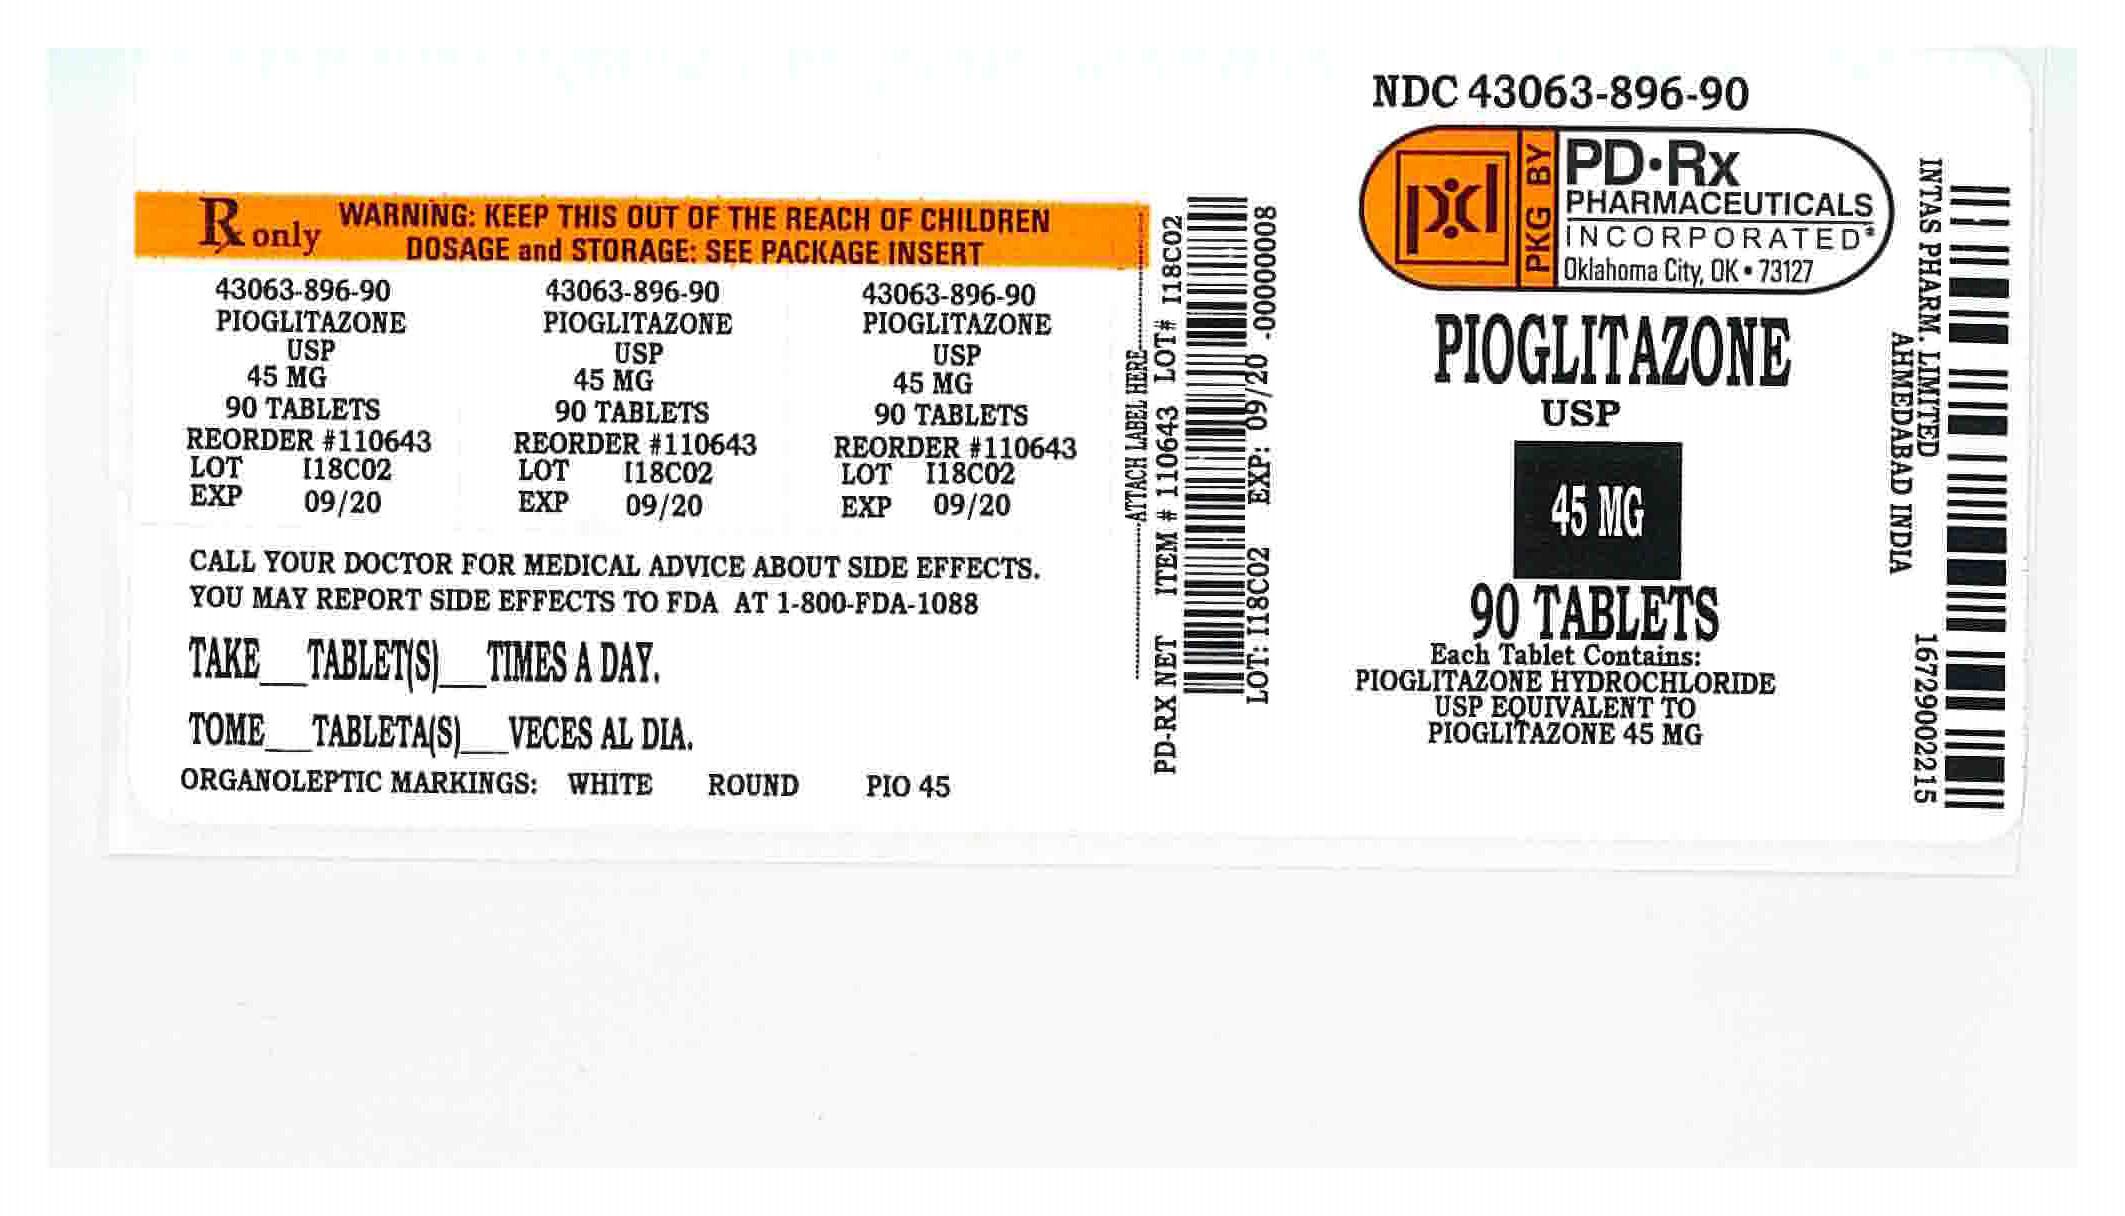 Rx only
WARNING: KEEP THIS OUT OF THE REACH OF CHILDREN
DOSAGE and STORAGE: SEE PACKAGE INSERT
43063-896-90
PIOGLITAZONE
USP
45 MG
90 TABLETS
REORDER #110643
LOT I18C02
EXP 09/20
43063-896-90
PIOGLITAZONE
USP
45 MG
90 TABLETS
REORDER #110643
LOT I18C02
EXP 09/20
43063-896-90
PIOGLITAZONE
USP
45 MG
90 TABLETS
REORDER #110643
LOT I18C02
EXP 09/20
CALL YOUR DOCTOR FOR MEDICAL ADVICE ABOUT SIDE EFFECTS.
YOU MAY REPORT SIDE EFFECTS TO FDA AT 1-800-FDA-1088
TAKE__TABLET(S)__TIMES A DAY.
TOME__TABLETA(S)__VECES AL DIA.
ORGANOLEPTIC MARKINGS: WHITE ROUND PIO 45
ATTACH LABEL HERE
PD-RX NET ITEM # 110643 LOT# I18C02
LOT: I18C02 EXP: 09/20 .00000008
NDC 43063-896-90
PKG BY
PD•Rx
PHARMACEUTICALS
INCORPORATED®
Oklahoma City, OK • 73127
PIOGLITAZONE
USP
45 MG
90 TABLETS
Each Tablet Contains:
PIOGLITAZONE HYDROCHLORIDE
USP EQUIVALENT TO
PIOGLITAZONE 45 MG
INTAS PHARM. LIMITED
AHMEDABAD INDIA
16729002215